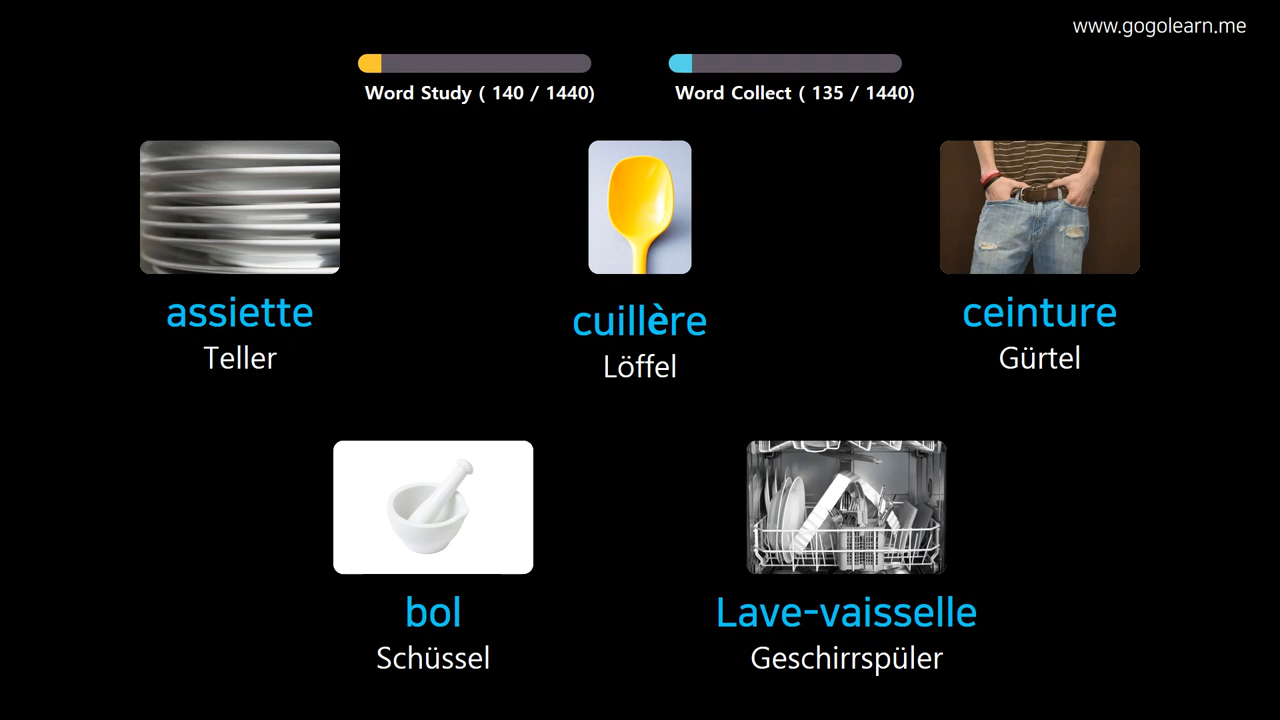 www.gogolearn.me
Word Study ( 140 / 1440)
Word Collect ( 135 / 1440)
assiette
Teller
cuillère
Löffel
ceinture
Gürtel
bol
Schüssel
Lave-vaisselle
Geschirrspüler